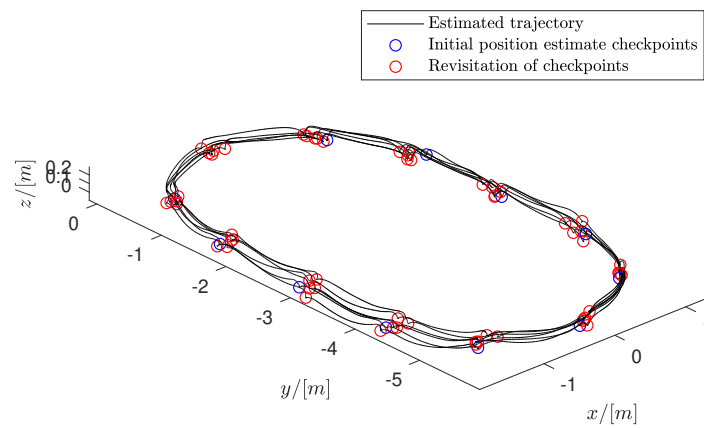 Estimated trajectory
Initial position estimate checkpoints
Revisitation of checkpoints
0.2
0.1
0
z/[m]
0
-1
-2
-3
-4
-5
y/[m]
-1
0
x/[m]